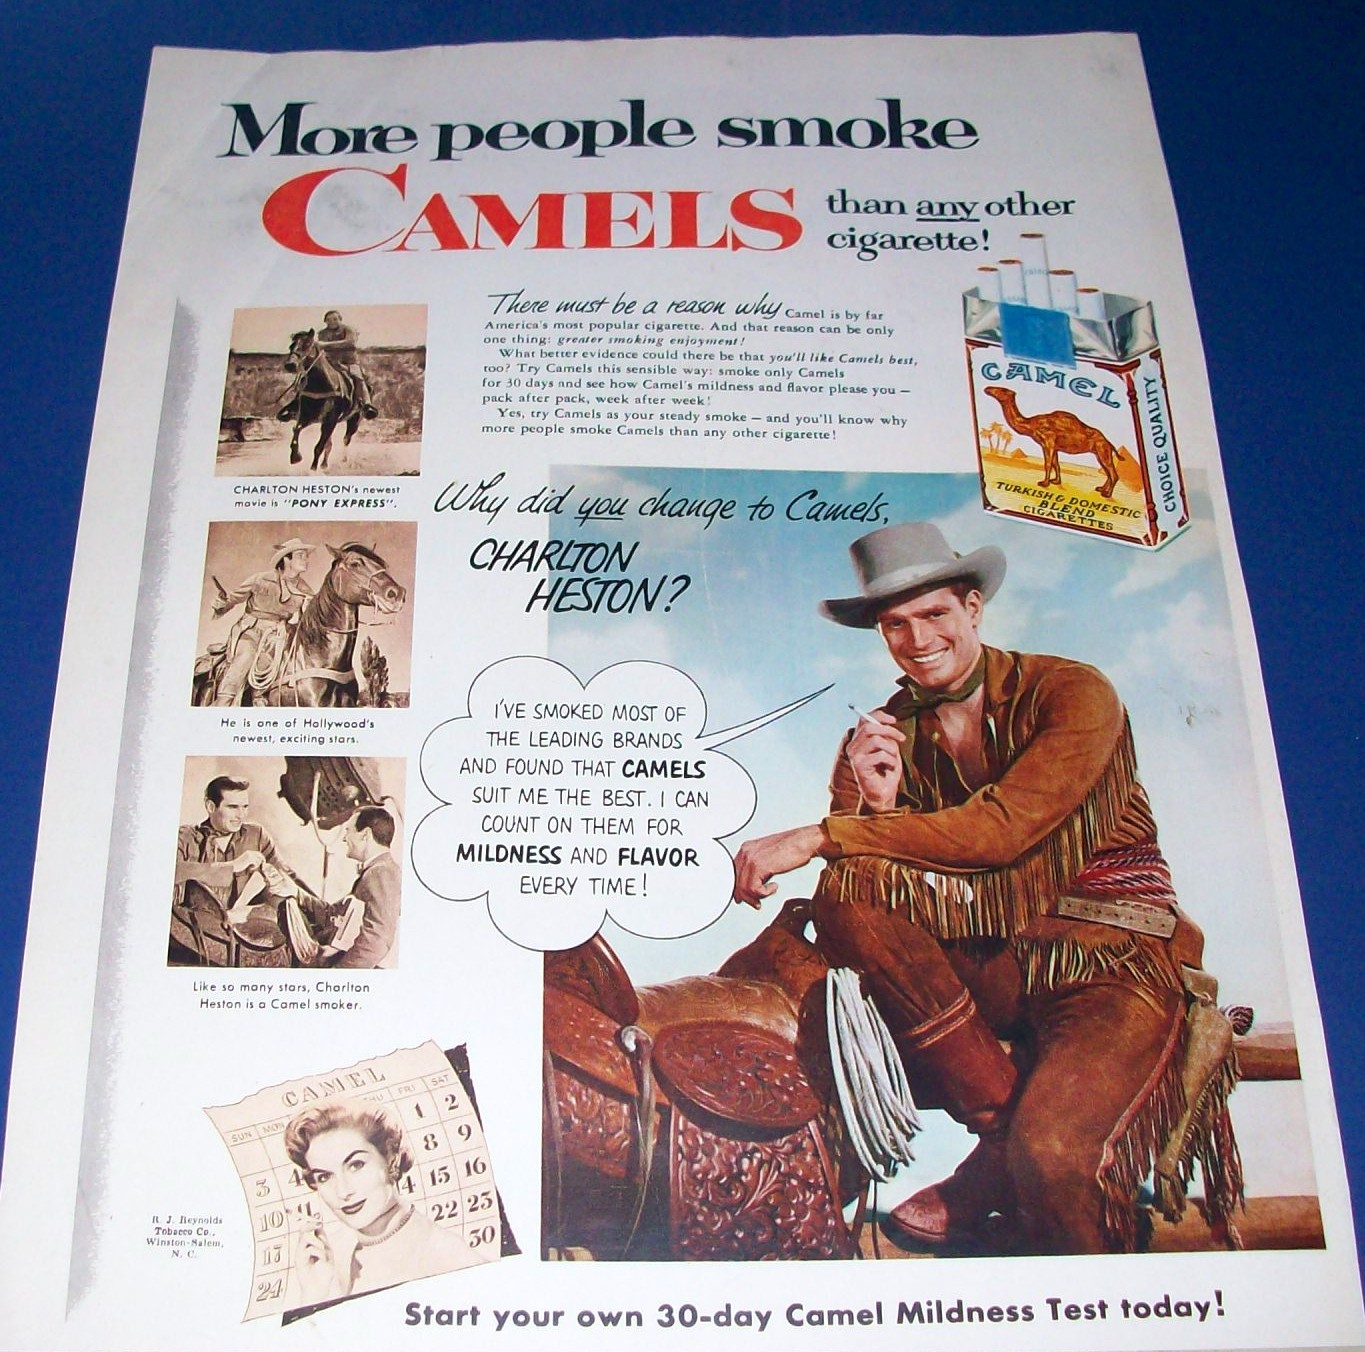 More people smoke
CAMELS
than any other
cigarette!
There must be a reason why Camel is by far
America's most popular cigarette. And that reason can be only
one thing: greater smoking enjoyment!
What better evidence could there be that you'll like Camels best,
too? Try Camels this sensible way: smoke only Camels
for 30 days and see how Camel's mildness and flavor please you —
pack after pack, week after week!
Yes, try Camels as your steady smoke — and you'll know why
more people smoke Camels than any other cigarette!
CAMEL
TURKISH & DOMESTIC
BLEND
CIGARETTES
CHOICE QUALITY
CHARLTON HESTON's newest
movie is "PONY EXPRESS".
He is one of Hollywood's
newest, exciting stars.
Like so many stars, Charlton
Heston is a Camel smoker.
Why did you change to Camels,
CHARLTON
HESTON?
I'VE SMOKED MOST OF
THE LEADING BRANDS
AND FOUND THAT CAMELS
SUIT ME THE BEST. I CAN
COUNT ON THEM FOR
MILDNESS AND FLAVOR
EVERY TIME!
CAMEL
SUN MON THU FRI SAT
1 2
3 4 8 9
10 11 14 15 16
17 22 23
24 30
R. J. Reynolds
Tobacco Co.,
Winston-Salem,
N. C.
Start your own 30-day Camel Mildness Test today!